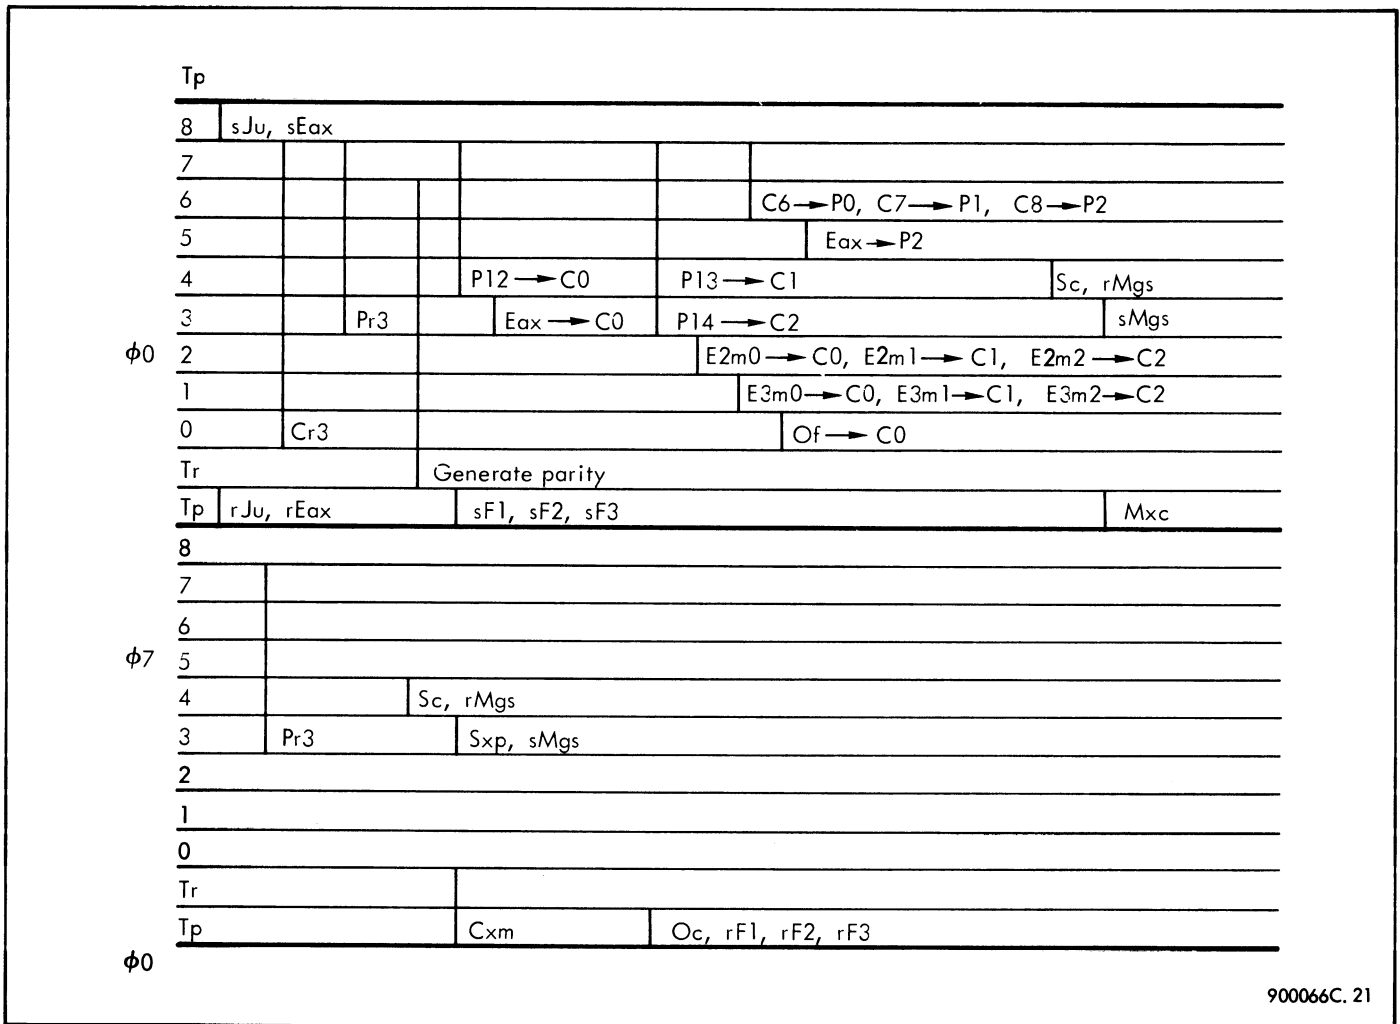 Tp
8 sJu, sEax
7
6 C6→P0, C7→P1, C8→P2
5 Eax→P2
4 P12→C0 P13→C1 Sc, rMgs
3 Pr3 Eax→C0 P14→C2 sMgs
ϕ0 2 E2m0→C0, E2m1→C1, E2m2→C2
1 E3m0→C0, E3m1→C1, E3m2→C2
0 Cr3 Of→C0
Tr Generate parity
Tp rJu, rEax sF1, sF2, sF3 Mxc
8
7
6
ϕ7 5
4 Sc, rMgs
3 Pr3 Sxp, sMgs
2
1
0
Tr
Tp Cxm Oc, rF1, rF2, rF3
ϕ0
900066C. 21